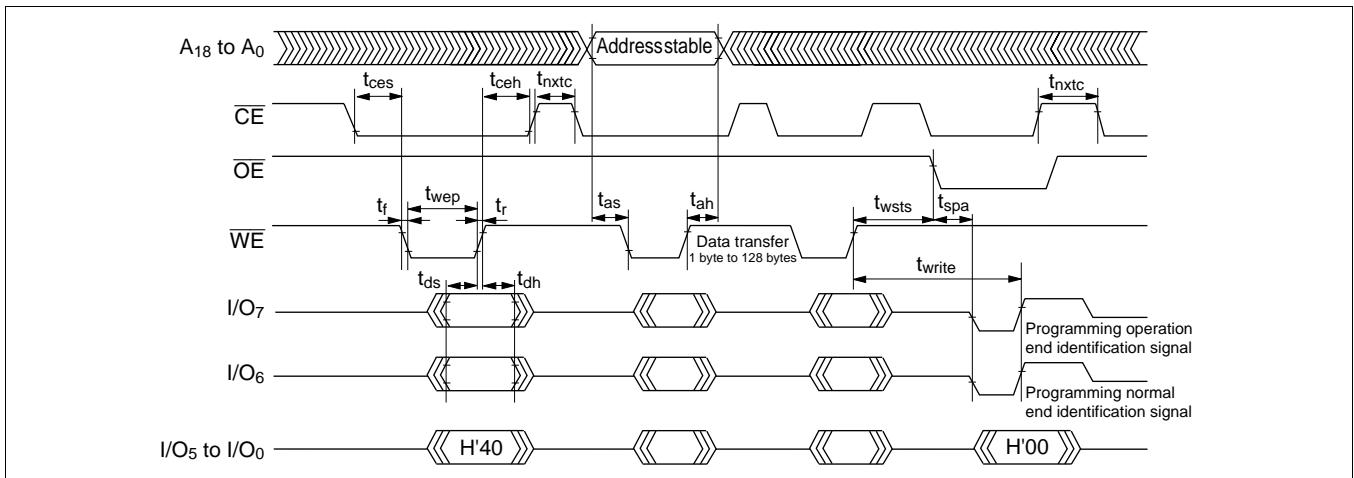 A18 to A0
Addressstable
tces
tceh
tnxtc
tnxtc
CE
OE
twep
tas
tah
twsts
tspa
tf
tr
WE
Data transfer
1 byte to 128 bytes
twrite
tds
tdh
I/O7
Programming operation
end identification signal
I/O6
Programming normal
end identification signal
I/O5 to I/O0
H'40
H'00